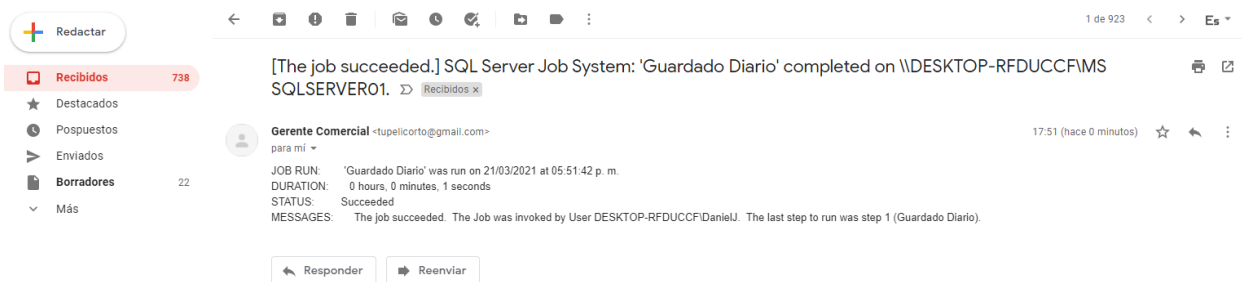 Redactar
1 de 923
Es
Recibidos 738
Destacados
Pospuestos
Enviados
Borradores 22
Más
[The job succeeded.] SQL Server Job System: 'Guardado Diario' completed on \\DESKTOP-RFDUCCF\MS
SQLSERVER01. Recibidos x
Gerente Comercial <tupelicorto@gmail.com> 17:51 (hace 0 minutos)
para mí
JOB RUN: 'Guardado Diario' was run on 21/03/2021 at 05:51:42 p. m.
DURATION: 0 hours, 0 minutes, 1 seconds
STATUS: Succeeded
MESSAGES: The job succeeded. The Job was invoked by User DESKTOP-RFDUCCF\DanielJ. The last step to run was step 1 (Guardado Diario).
Responder Reenviar